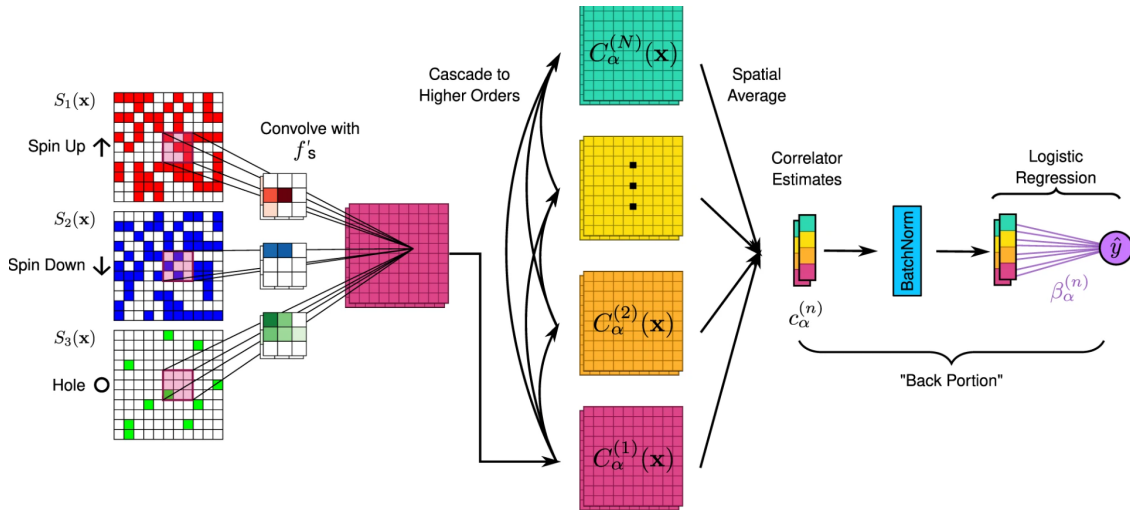 S₁(x)
Spin Up ↑
S₂(x)
Spin Down ↓
S₃(x)
Hole O
Convolve with
f's
Cascade to
Higher Orders
C_α^(N)(x)
⋮
C_α^(2)(x)
C_α^(1)(x)
Spatial
Average
Correlator
Estimates
c_α^(n)
BatchNorm
Logistic
Regression
ŷ
β_α^(n)
"Back Portion"